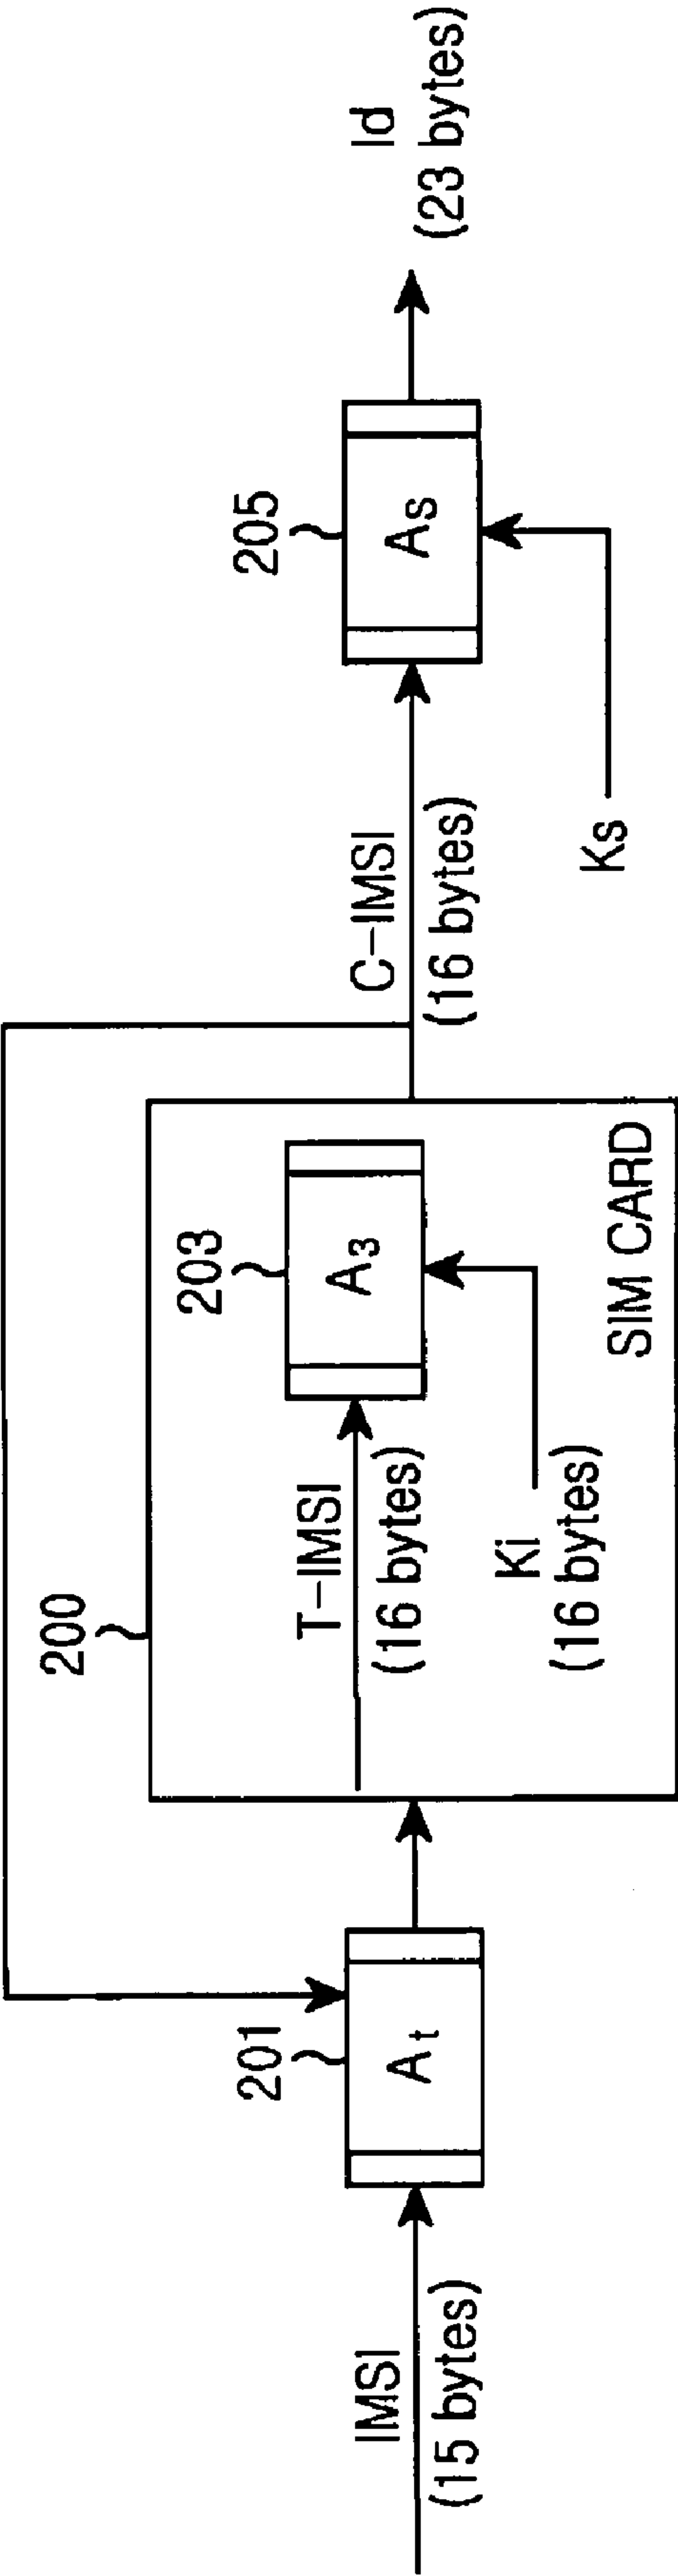 IMSI
(15 bytes)
201
At
200
T-IMSI
(16 bytes)
Ki
(16 bytes)
203
A3
SIM CARD
C-IMSI
(16 bytes)
Ks
205
As
Id
(23 bytes)